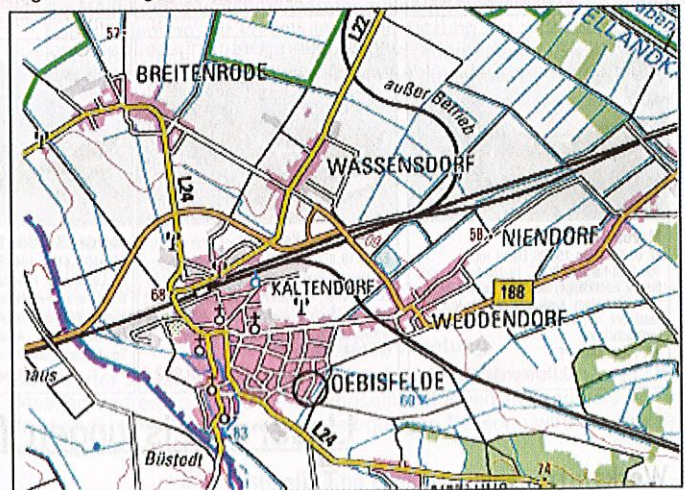 57
BREITENRODE
L22
außer Betrieb
WASSENSDORF
L24
60
58
NIENDORF
188
68
KALTENDORF
WEDDENDORF
OEBISFELDE
60
L24
63
Büstedt
74